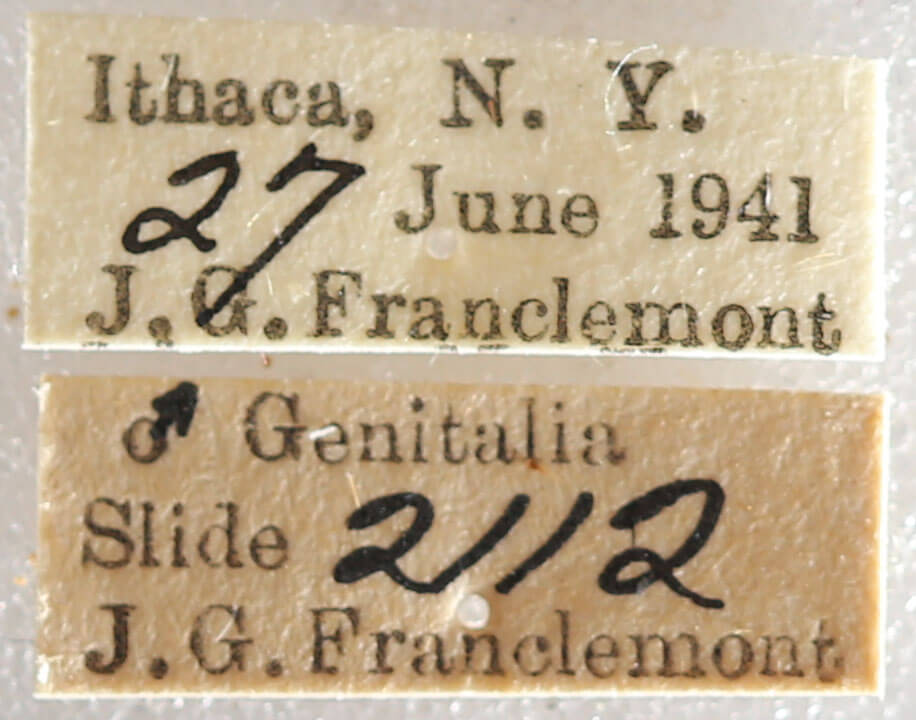 Ithaca, N. Y.
27 June 1941
J. G. Franclemont
♂ Genitalia
Slide 2112
J. G. Franclemont